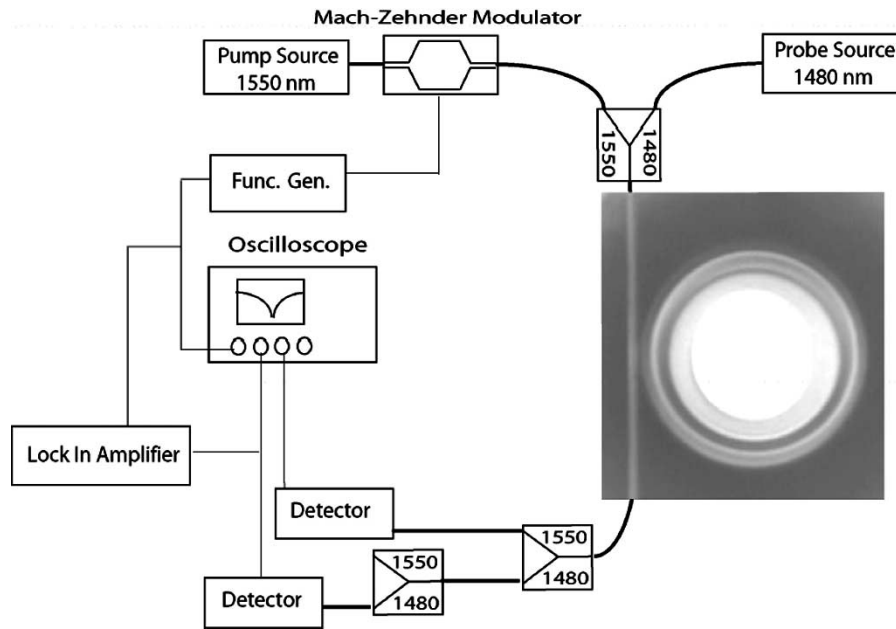 Mach-Zehnder Modulator
Pump Source
1550 nm
Probe Source
1480 nm
1550
1480
Func. Gen.
Oscilloscope
Lock In Amplifier
Detector
1550
1480
1550
1480
Detector